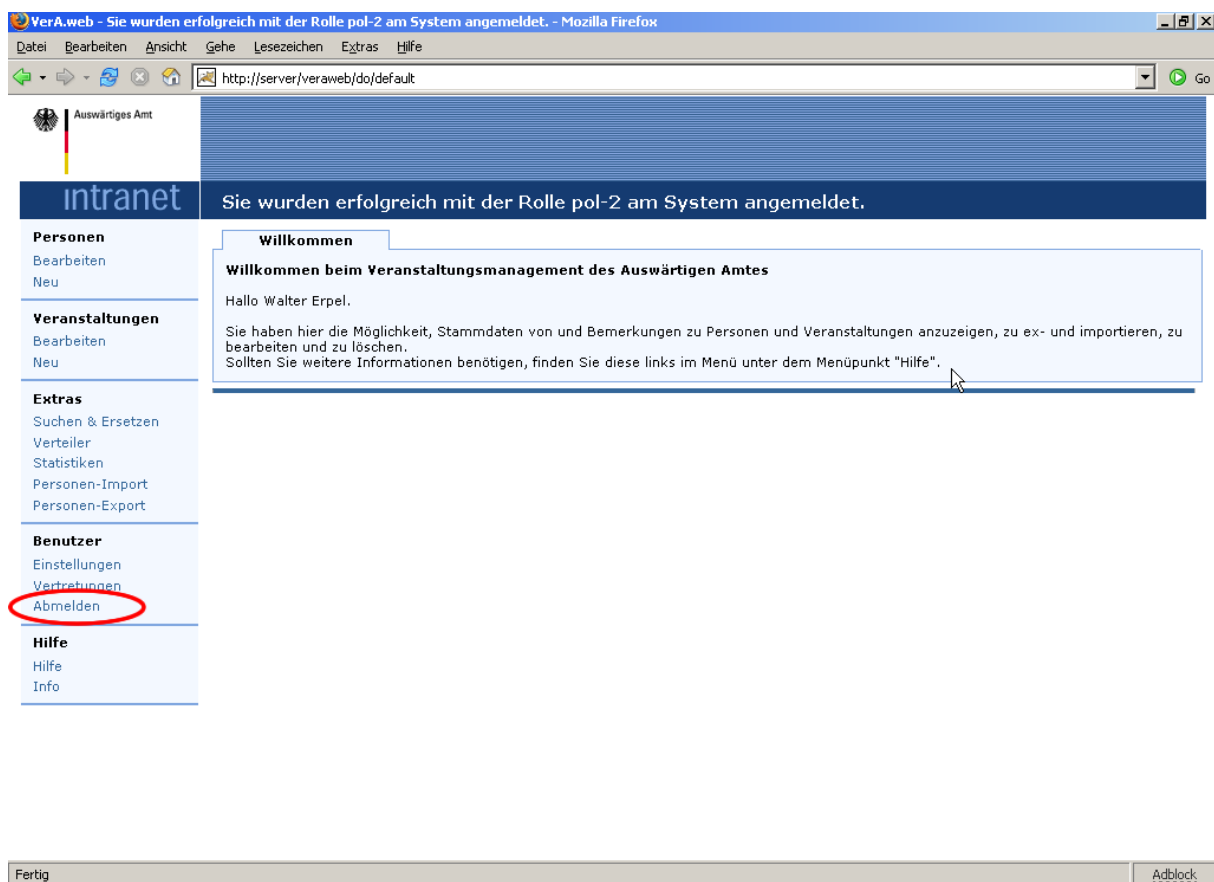 VerA.web - Sie wurden erfolgreich mit der Rolle pol-2 am System angemeldet. - Mozilla Firefox
Datei Bearbeiten Ansicht Gehe Lesezeichen Extras Hilfe
http://server/veraweb/do/default Go
Auswärtiges Amt
intranet
Sie wurden erfolgreich mit der Rolle pol-2 am System angemeldet.
Personen
Bearbeiten
Neu
Veranstaltungen
Bearbeiten
Neu
Extras
Suchen & Ersetzen
Verteiler
Statistiken
Personen-Import
Personen-Export
Benutzer
Einstellungen
Vertretungen
Abmelden
Hilfe
Hilfe
Info
Willkommen
Willkommen beim Veranstaltungsmanagement des Auswärtigen Amtes
Hallo Walter Erpel.
Sie haben hier die Möglichkeit, Stammdaten von und Bemerkungen zu Personen und Veranstaltungen anzuzeigen, zu ex- und importieren, zu
bearbeiten und zu löschen.
Sollten Sie weitere Informationen benötigen, finden Sie diese links im Menü unter dem Menüpunkt "Hilfe".
Fertig Adblock